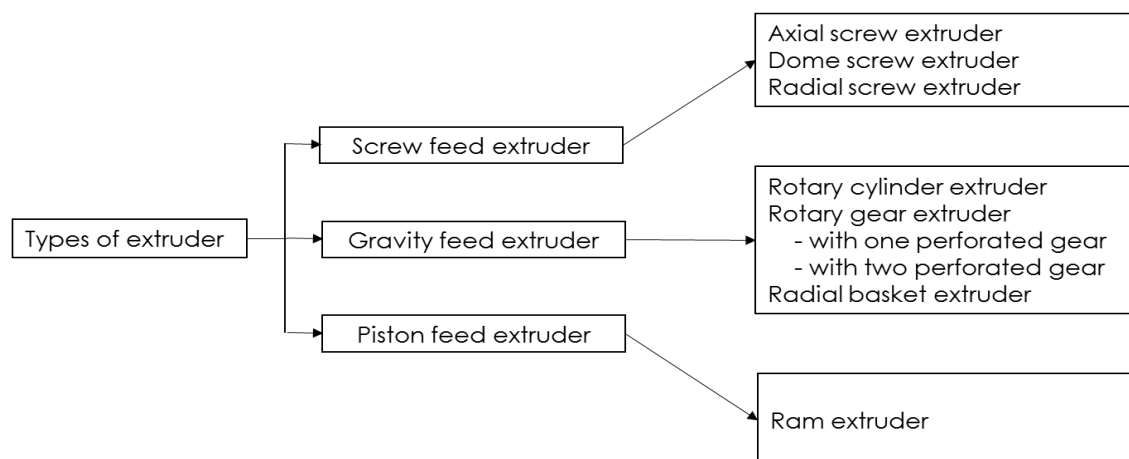 Types of extruder
Screw feed extruder
Gravity feed extruder
Piston feed extruder
Axial screw extruder
Dome screw extruder
Radial screw extruder
Rotary cylinder extruder
Rotary gear extruder
- with one perforated gear
- with two perforated gear
Radial basket extruder
Ram extruder